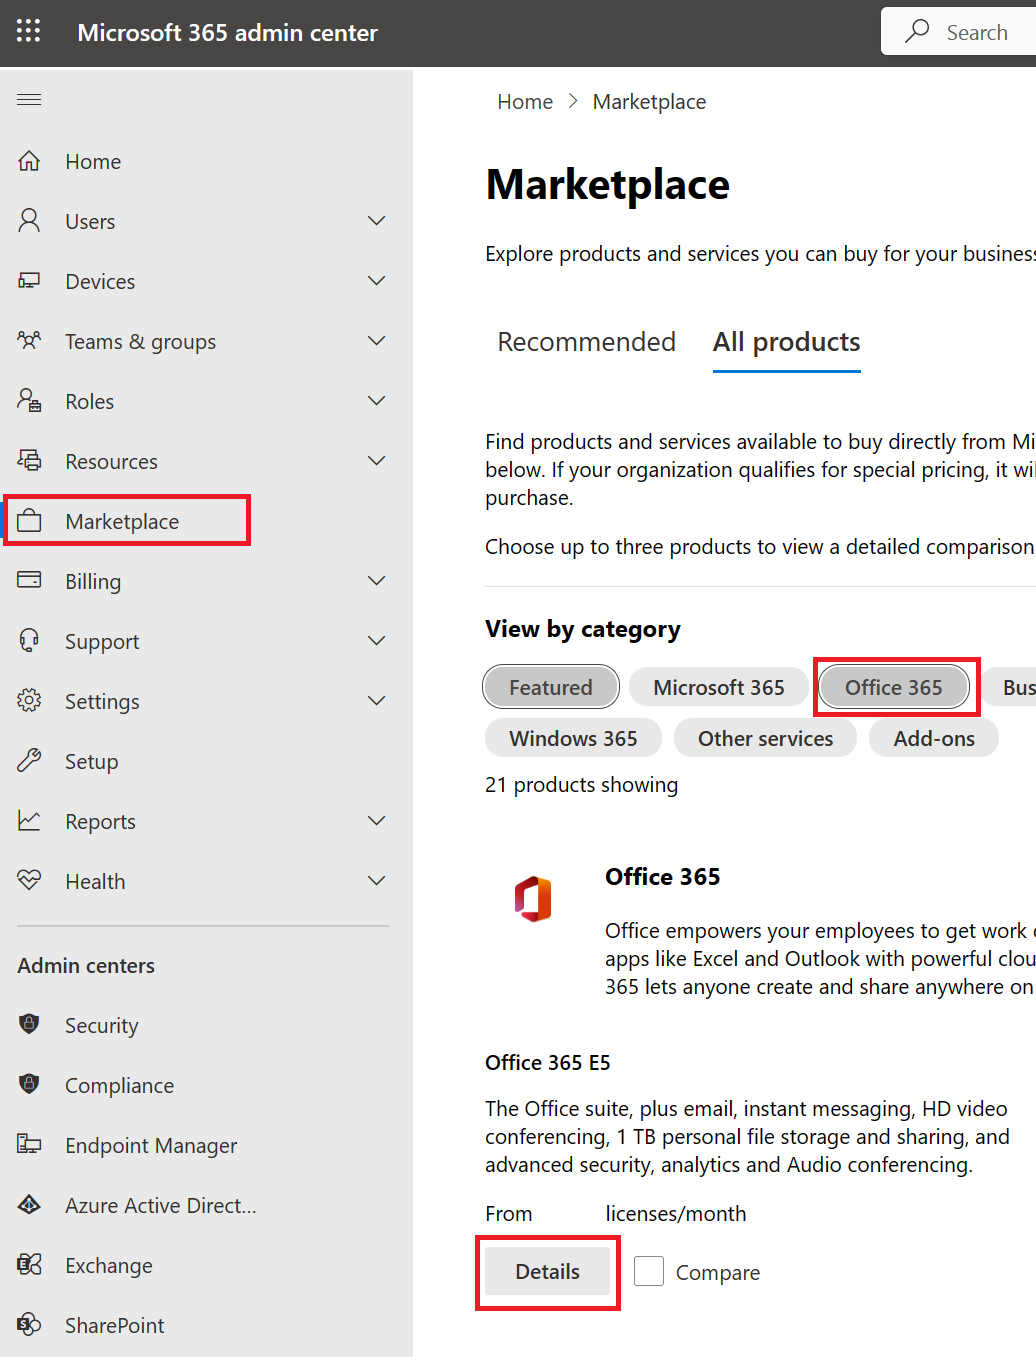 Microsoft 365 admin center
Search
Home
Users
Devices
Teams & groups
Roles
Resources
Marketplace
Billing
Support
Settings
Setup
Reports
Health
Admin centers
Security
Compliance
Endpoint Manager
Azure Active Direct...
Exchange
SharePoint
Home > Marketplace
Marketplace
Explore products and services you can buy for your business
Recommended All products
Find products and services available to buy directly from Mi
below. If your organization qualifies for special pricing, it wil
purchase.
Choose up to three products to view a detailed comparison
View by category
Featured Microsoft 365 Office 365 Bus
Windows 365 Other services Add-ons
21 products showing
Office 365
Office empowers your employees to get work
apps like Excel and Outlook with powerful clou
365 lets anyone create and share anywhere on
Office 365 E5
The Office suite, plus email, instant messaging, HD video
conferencing, 1 TB personal file storage and sharing, and
advanced security, analytics and Audio conferencing.
From licenses/month
Details Compare